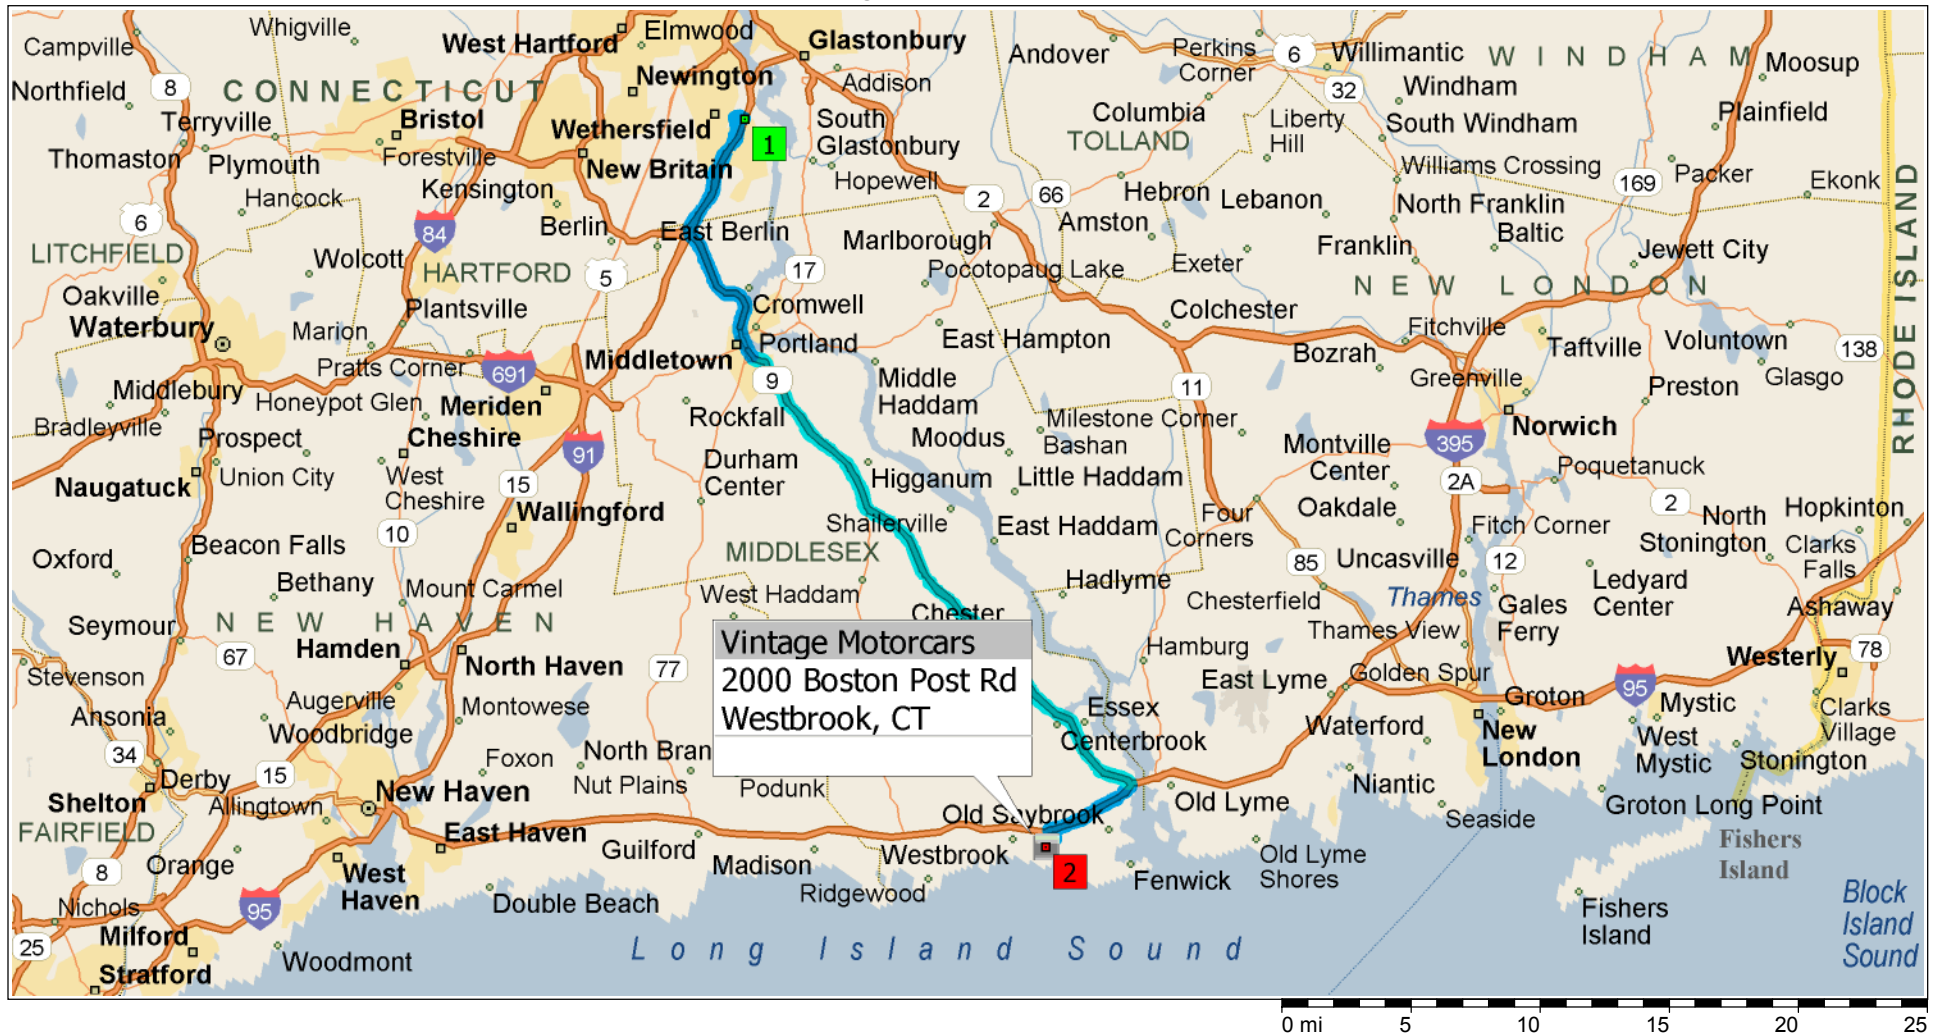 Whigville
Elmwood
Campville
West Hartford
Glastonbury
Andover
Perkins
Corner
6
Willimantic
WINDHAM
Moosup
Newington
Addison
Windham
Northfield
8
CONNECTICUT
32
Columbia
Plainfield
Terryville
Bristol
Wethersfield
South
Glastonbury
TOLLAND
Liberty
Hill
South Windham
1
Thomaston
Plymouth
Forestville
New Britain
Hopewell
Williams Crossing
Packer
169
Ekonk
Hancock
Kensington
2
66
Hebron
Lebanon
North Franklin
6
84
Berlin
East Berlin
Amston
Baltic
LITCHFIELD
Wolcott
HARTFORD
Marlborough
Franklin
Jewett City
5
17
Pocotopaug Lake
Exeter
NEW LONDON
RHODE ISLAND
Oakville
Plantsville
Cromwell
Colchester
Waterbury
Marion
East Hampton
Fitchville
Voluntown
138
Portland
Middletown
Bozrah
Taftville
Pratts Corner
691
9
Middle
Haddam
11
Greenville
Glasgo
Middlebury
Honeypot Glen
Meriden
Preston
Bradleyville
Prospect
Cheshire
Rockfall
Milestone Corner
Norwich
Moodus
Bashan
Montville
Center
395
91
Union City
West
Cheshire
15
Durham
Center
Higganum
Little Haddam
2A
Poquetanuck
Naugatuck
10
Wallingford
Shailerville
East Haddam
Four
Corners
Oakdale
Fitch Corner
2
North
Stonington
Hopkinton
Beacon Falls
MIDDLESEX
Oxford
Bethany
Mount Carmel
85
Uncasville
12
Clarks
Falls
Hadlyme
Ledyard
Center
West Haddam
Chester
Chesterfield
Thames
Gales
Ferry
Ashaway
Seymour
NEW HAVEN
Thames View
67
Hamden
North Haven
77
Vintage Motorcars
2000 Boston Post Rd
Westbrook, CT
Hamburg
78
Westerly
Stevenson
Golden Spur
East Lyme
95
Groton
Mystic
Augerville
Montowese
Essex
Clarks
Village
Ansonia
Woodbridge
Centerbrook
Waterford
New
London
West
Mystic
34
15
Foxon
North Bran
Stonington
Derby
Nut Plains
Podunk
Niantic
Shelton
Allingtown
New Haven
Old Saybrook
Old Lyme
Groton Long Point
FAIRFIELD
East Haven
Seaside
Fishers
Island
Guilford
Westbrook
Old Lyme
Shores
8
Orange
West
Haven
Madison
2
Fenwick
Ridgewood
Nichols
95
Double Beach
Fishers
Island
Block
Island
Sound
25
Milford
Long Island Sound
Woodmont
Stratford
0 mi 5 10 15 20 25